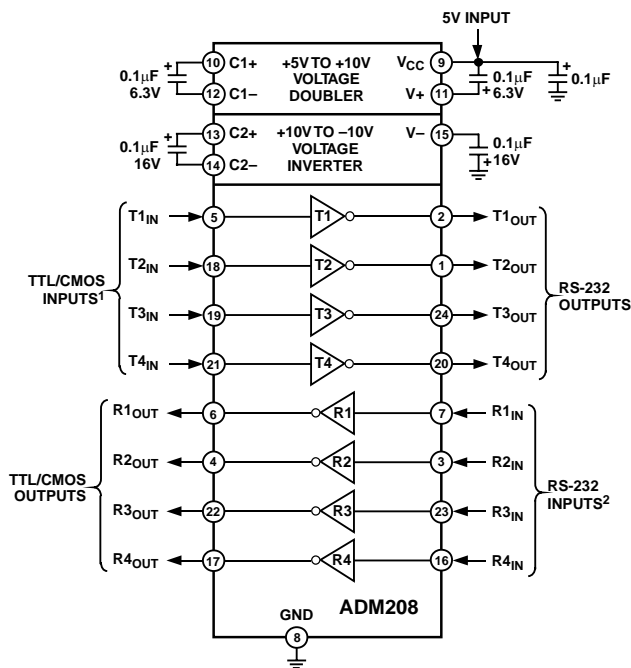 5V INPUT
10 C1+ +5V TO +10V VOLTAGE DOUBLER VCC 9
0.1µF 6.3V + 12 C1– V+ 11 + 0.1µF 6.3V + 0.1µF
13 C2+ +10V TO –10V VOLTAGE INVERTER V– 15
0.1µF 16V + 14 C2– + 0.1µF 16V
T1IN 5 T1 2 T1OUT
T2IN 18 T2 1 T2OUT
TTL/CMOS INPUTS1 RS-232 OUTPUTS
T3IN 19 T3 24 T3OUT
T4IN 21 T4 20 T4OUT
R1OUT 6 R1 7 R1IN
R2OUT 4 R2 3 R2IN
TTL/CMOS OUTPUTS RS-232 INPUTS2
R3OUT 22 R3 23 R3IN
R4OUT 17 R4 16 R4IN
GND ADM208
8